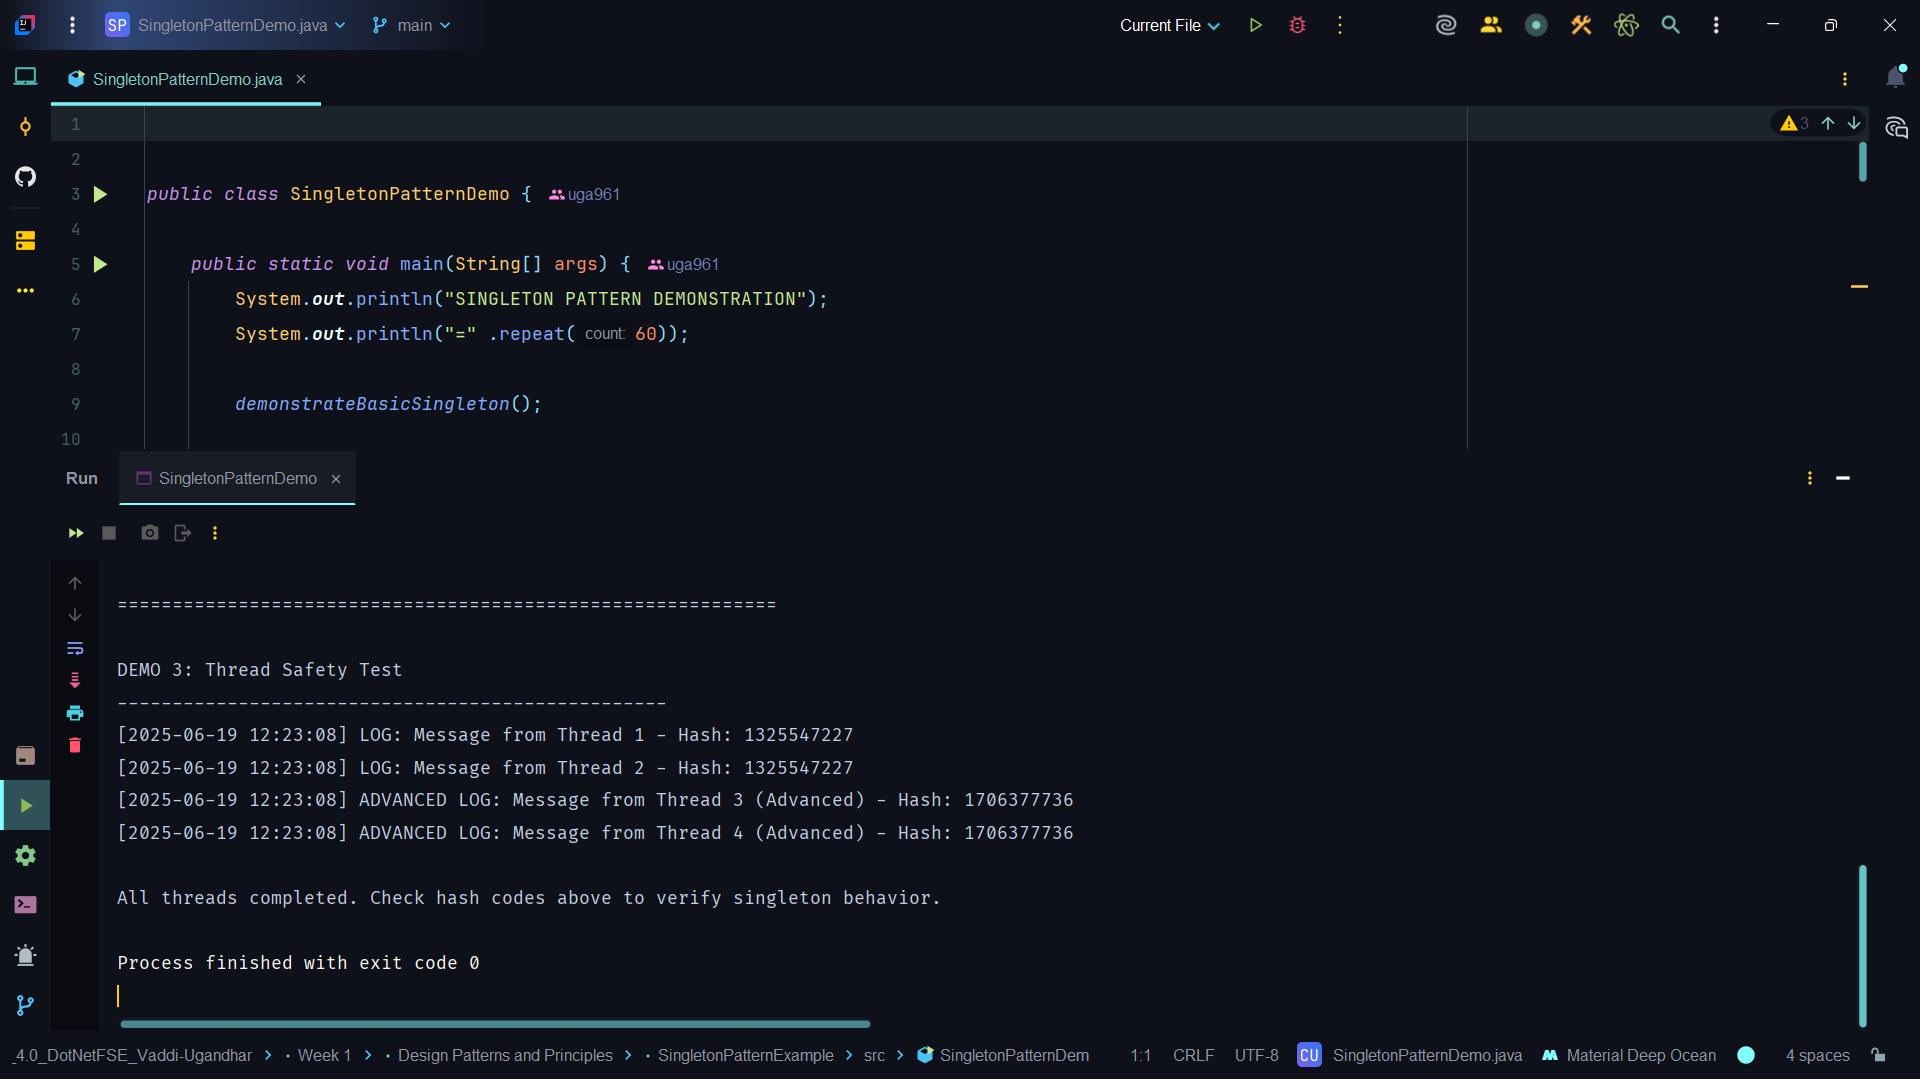 SP SingletonPatternDemo.java main Current File
SingletonPatternDemo.java
1
3
2
3 public class SingletonPatternDemo { uga961
4
5 public static void main(String[] args) { uga961
6 System.out.println("SINGLETON PATTERN DEMONSTRATION");
7 System.out.println("=" .repeat( count: 60));
8
9 demonstrateBasicSingleton();
10
Run SingletonPatternDemo
============================================================
DEMO 3: Thread Safety Test
--------------------------------------------------
[2025-06-19 12:23:08] LOG: Message from Thread 1 - Hash: 1325547227
[2025-06-19 12:23:08] LOG: Message from Thread 2 - Hash: 1325547227
[2025-06-19 12:23:08] ADVANCED LOG: Message from Thread 3 (Advanced) - Hash: 1706377736
[2025-06-19 12:23:08] ADVANCED LOG: Message from Thread 4 (Advanced) - Hash: 1706377736
All threads completed. Check hash codes above to verify singleton behavior.
Process finished with exit code 0
_4.0_DotNetFSE_Vaddi-Ugandhar Week 1 Design Patterns and Principles SingletonPatternExample src SingletonPatternDem 1:1 CRLF UTF-8 CU SingletonPatternDemo.java Material Deep Ocean 4 spaces